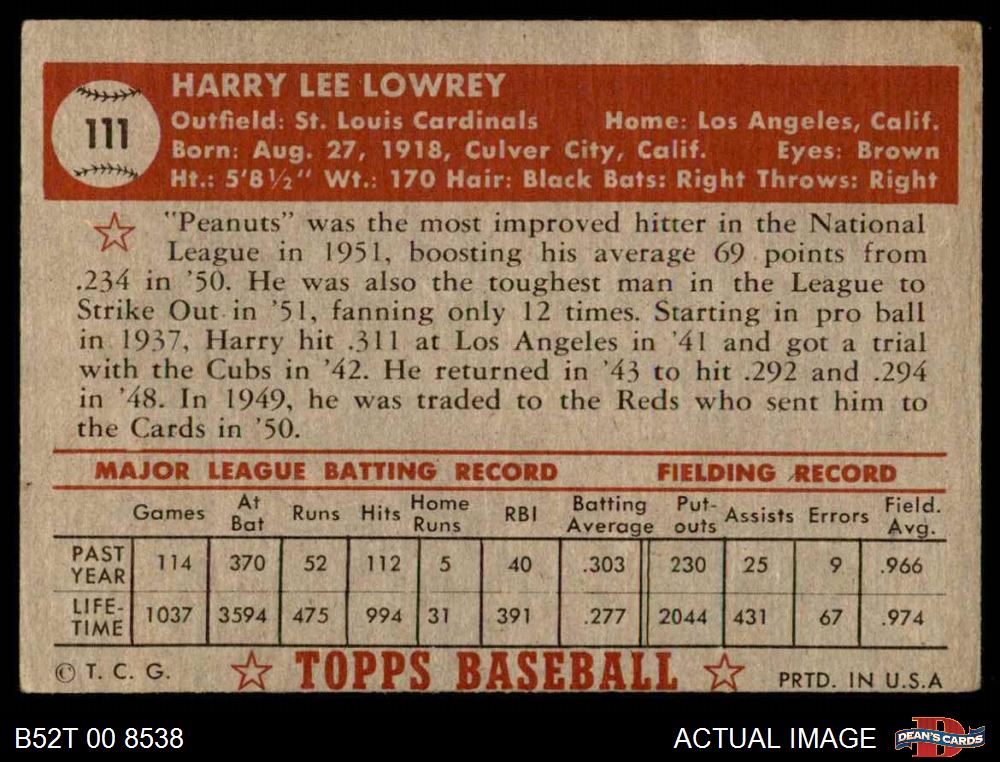 111
HARRY LEE LOWREY
Outfield: St. Louis Cardinals Home: Los Angeles, Calif.
Born: Aug. 27, 1918, Culver City, Calif. Eyes: Brown
Ht.: 5'8½" Wt.: 170 Hair: Black Bats: Right Throws: Right
"Peanuts" was the most improved hitter in the National
League in 1951, boosting his average 69 points from
.234 in '50. He was also the toughest man in the League to
Strike Out in '51, fanning only 12 times. Starting in pro ball
in 1937, Harry hit .311 at Los Angeles in '41 and got a trial
with the Cubs in '42. He returned in '43 to hit .292 and .294
in '48. In 1949, he was traded to the Reds who sent him to
the Cards in '50.
MAJOR LEAGUE BATTING RECORD FIELDING RECORD
Games At Bat Runs Hits Home Runs RBI Batting Average Put-outs Assists Errors Field. Avg.
PAST YEAR 114 370 52 112 5 40 .303 230 25 9 .966
LIFE-TIME 1037 3594 475 994 31 391 .277 2044 431 67 .974
© T. C. G. TOPPS BASEBALL PRTD. IN U.S.A
B52T 00 8538 ACTUAL IMAGE DEAN'S CARDS